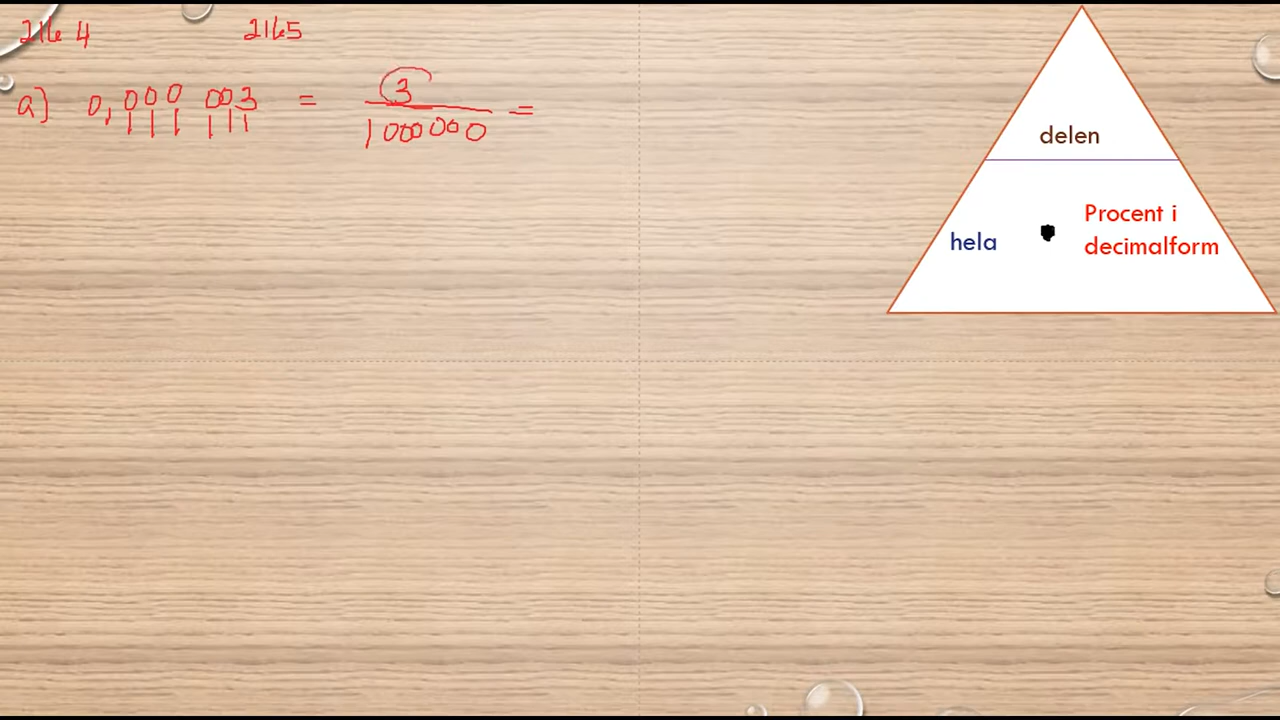 2164 2165
a) 0,000 003 = 3/1000000 =
delen
hela
Procent i
decimalform